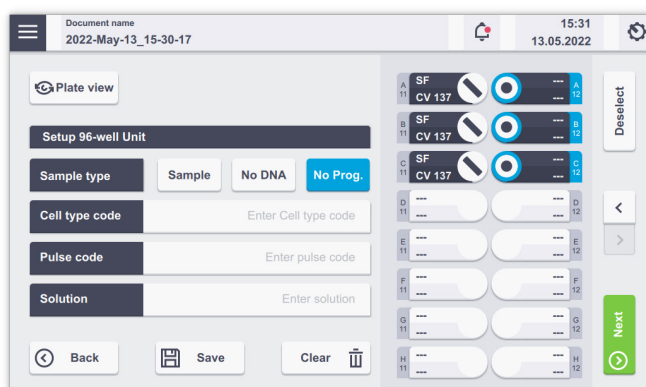 Document name
2022-May-13_15-30-17
15:31
13.05.2022
Plate view
Setup 96-well Unit
Sample type
Sample
No DNA
No Prog.
Cell type code
Enter Cell type code
Pulse code
Enter pulse code
Solution
Enter solution
Back
Save
Clear
A
11
SF
CV 137
---
---
A
12
B
11
SF
CV 137
---
---
B
12
C
11
SF
CV 137
---
---
C
12
D
11
---
---
---
---
D
12
E
11
---
---
---
---
E
12
F
11
---
---
---
---
F
12
G
11
---
---
---
---
G
12
H
11
---
---
---
---
H
12
Deselect
<
>
Next